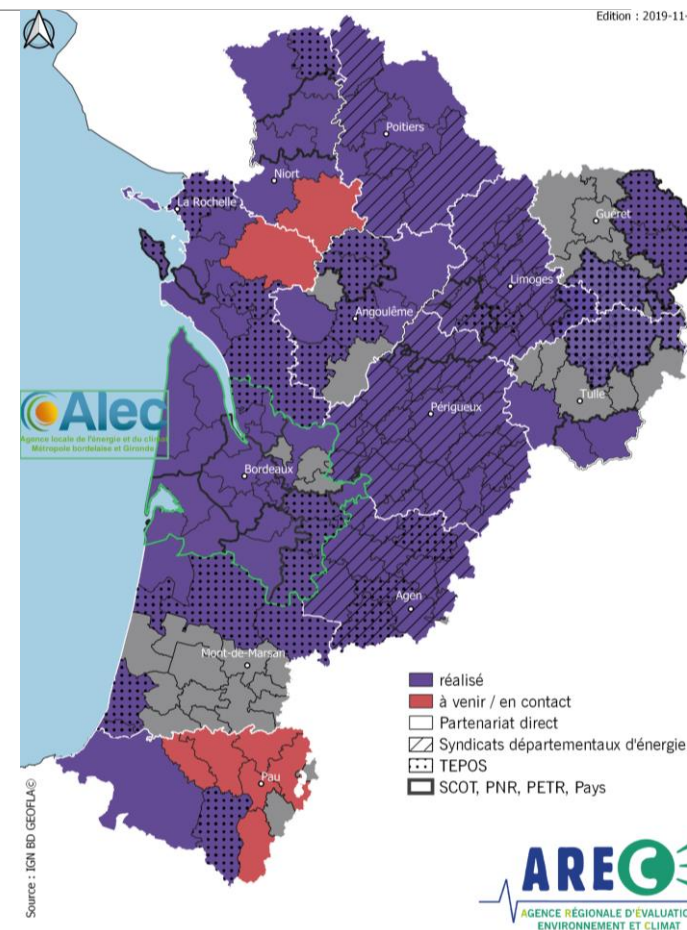 Edition : 2019-11-
Poitiers
Niort
La Rochelle
Guéret
Limoges
Angoulême
Alec
Agence locale de l'énergie et du climat
Métropole bordelaise et Gironde
Périgueux
Tulle
Bordeaux
Agen
Mont-de-Marsan
réalisé
à venir / en contact
Partenariat direct
Syndicats départementaux d'énergie
TEPOS
SCOT, PNR, PETR, Pays
Pau
Source : IGN BD GEOFLA©
AREC
AGENCE RÉGIONALE D'ÉVALUATIO
ENVIRONNEMENT ET CLIMAT